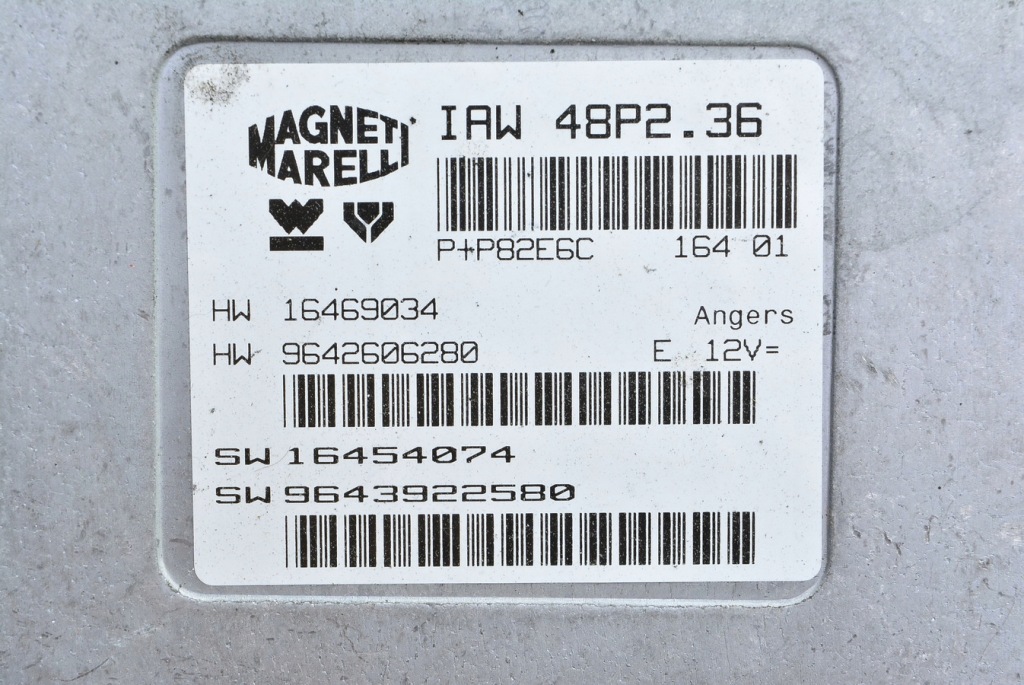 MAGNETI
MARELLI
IAW 48P2.36
P+P82E6C 164 01
HW 16469034
Angers
HW 9642606280
E 12V=
SW 16454074
SW 9643922580